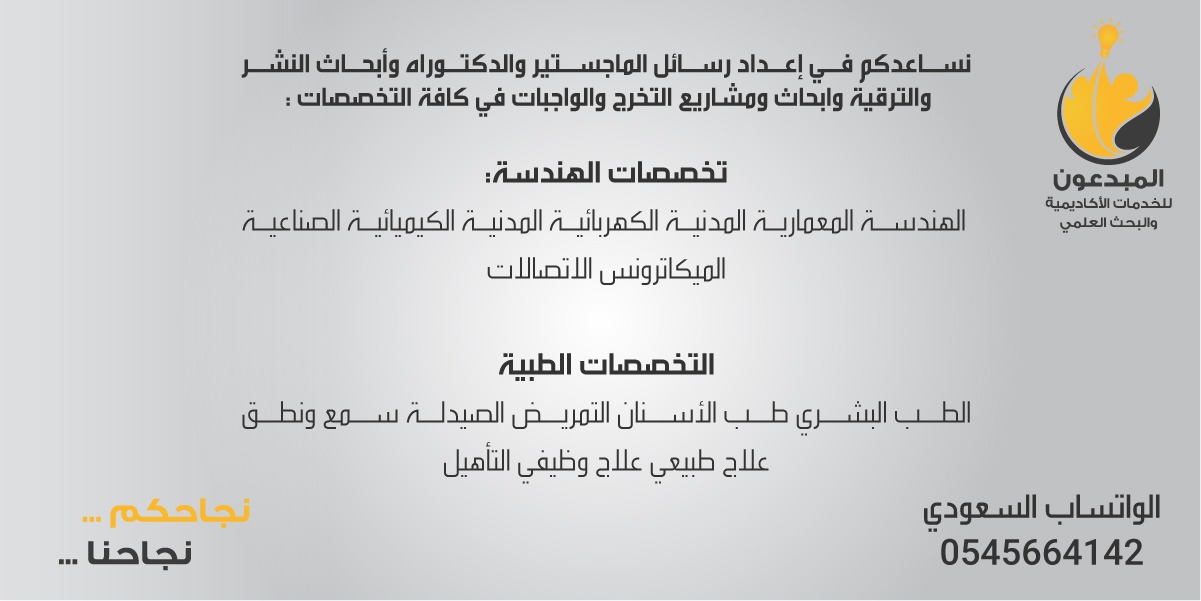 نساعدكم في إعداد رسائل الماجستير والدكتوراه وأبحاث النشر
والترقية وابحاث ومشاريع التخرج والواجبات في كافة التخصصات :
المبدعون
للخدمات الأكاديمية
والبحث العلمي
تخصصات الهندسة:
الهندسة المعمارية المدنية الكهربائية المدنية الكيميائية الصناعية
الميكاترونس الاتصالات
التخصصات الطبية
الطب البشري طب الأسنان التمريض الصيدلة سمع ونطق
علاج طبيعي علاج وظيفي التأهيل
الواتساب السعودي
0545664142
نجاحكم ...
نجاحنا ...